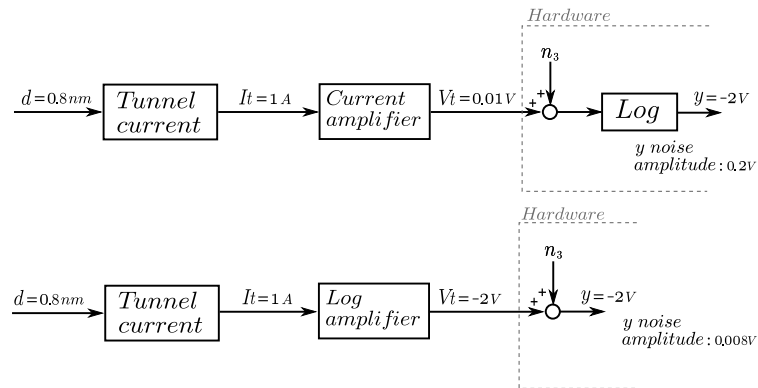 Hardware
n3
d=0.8nm
Tunnel
current
It=1A
Current
amplifier
Vt=0.01V
+
+
Log
y=-2V
y noise
amplitude: 0.2V
Hardware
n3
d=0.8nm
Tunnel
current
It=1A
Log
amplifier
Vt=-2V
+
+
y=-2V
y noise
amplitude: 0.008V